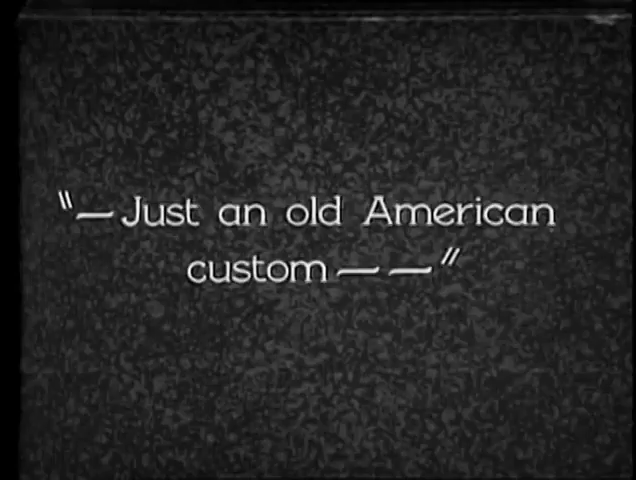 "—Just an old American
custom— —"